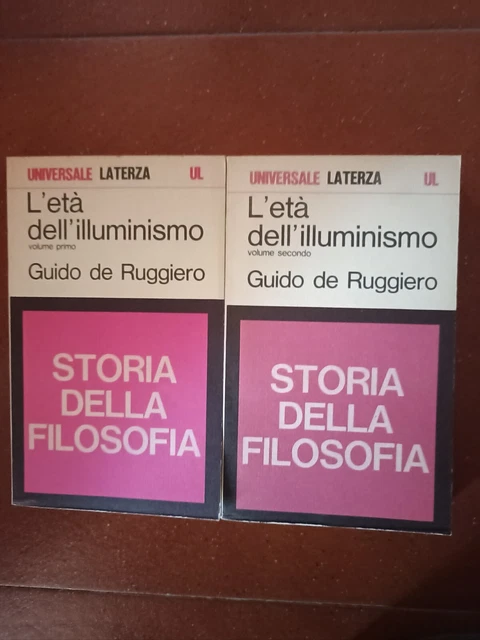 UNIVERSALE LATERZA UL
L'età
dell'illuminismo
volume primo
Guido de Ruggiero
STORIA
DELLA
FILOSOFIA
UNIVERSALE LATERZA UL
L'età
dell'illuminismo
volume secondo
Guido de Ruggiero
STORIA
DELLA
FILOSOFIA